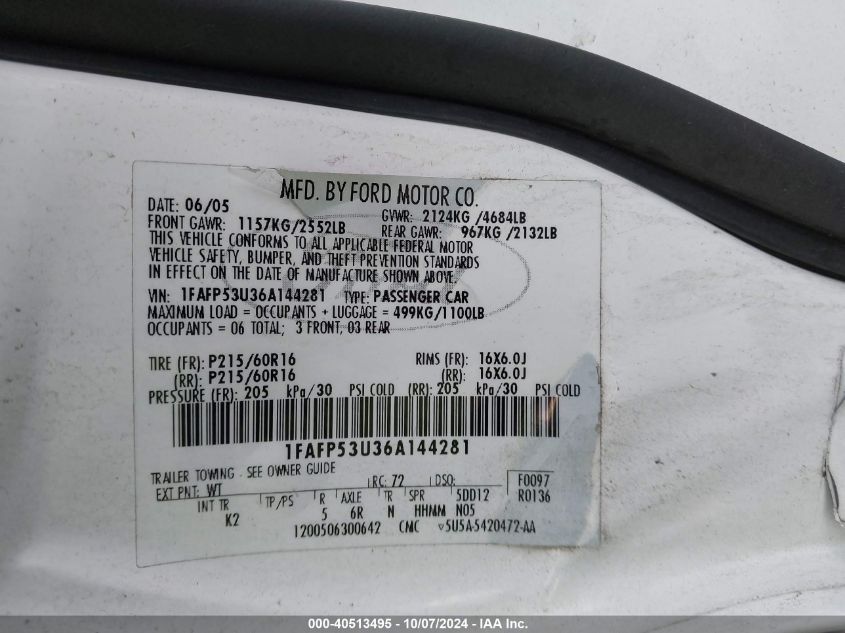 MFD. BY FORD MOTOR CO.
DATE: 06/05 GVWR: 2124KG /4684LB
FRONT GAWR: 1157KG/2552LB REAR GAWR: 967KG /2132LB
THIS VEHICLE CONFORMS TO ALL APPLICABLE FEDERAL MOTOR
VEHICLE SAFETY, BUMPER, AND THEFT PREVENTION STANDARDS
IN EFFECT ON THE DATE OF MANUFACTURE SHOWN ABOVE.
VIN: 1FAFP53U36A144281 TYPE: PASSENGER CAR
MAXIMUM LOAD = OCCUPANTS + LUGGAGE = 499KG/1100LB
OCCUPANTS = 06 TOTAL; 3 FRONT, 03 REAR
TIRE (FR): P215/60R16 RIMS (FR): 16X6.0J
(RR): P215/60R16 (RR): 16X6.0J
PRESSURE (FR): 205 kPa/30 PSI COLD (RR): 205 kPa/30 PSI COLD
1FAFP53U36A144281
TRAILER TOWING - SEE OWNER GUIDE
EXT PNT: WT RC: 72 DSO: F0097
INT TR TP/PS R AXLE TR SPR 5DD12 R0136
K2 5 6R N HHMM N05
1200506300642 CMC v5U5A-5420472-AA
000-40513495 - 10/07/2024 - IAA Inc.